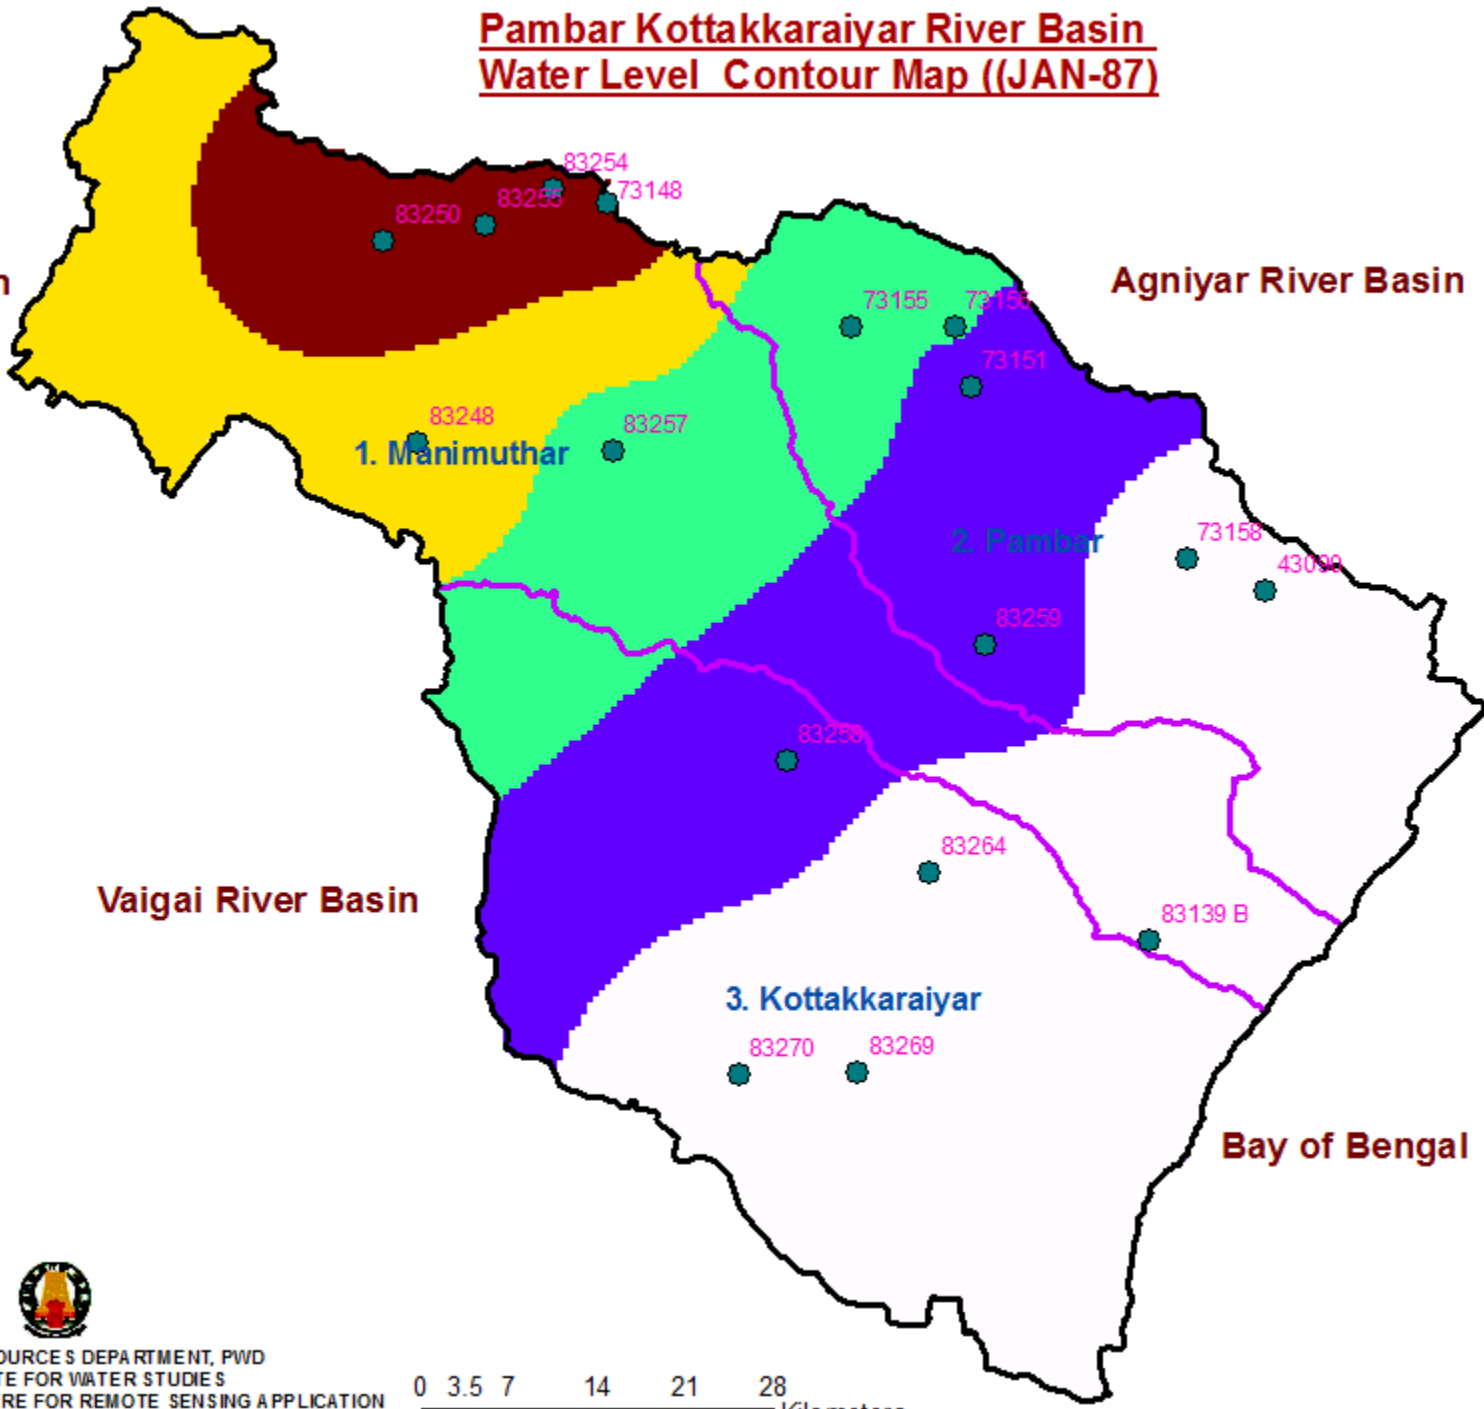 Pambar Kottakkaraiyar River Basin
Water Level Contour Map ((JAN-87)
83254
73148
83255
83250
n
Agniyar River Basin
73155
73156
73151
83248
83257
1. Manimuthar
2. Pambar
73158
43090
83259
83258
83264
Vaigai River Basin
83139 B
3. Kottakkaraiyar
83270
83269
Bay of Bengal
OURCES DEPARTMENT, PWD
TE FOR WATER STUDIES
RE FOR REMOTE SENSING APPLICATION
0 3.5 7 14 21 28
Kilometers